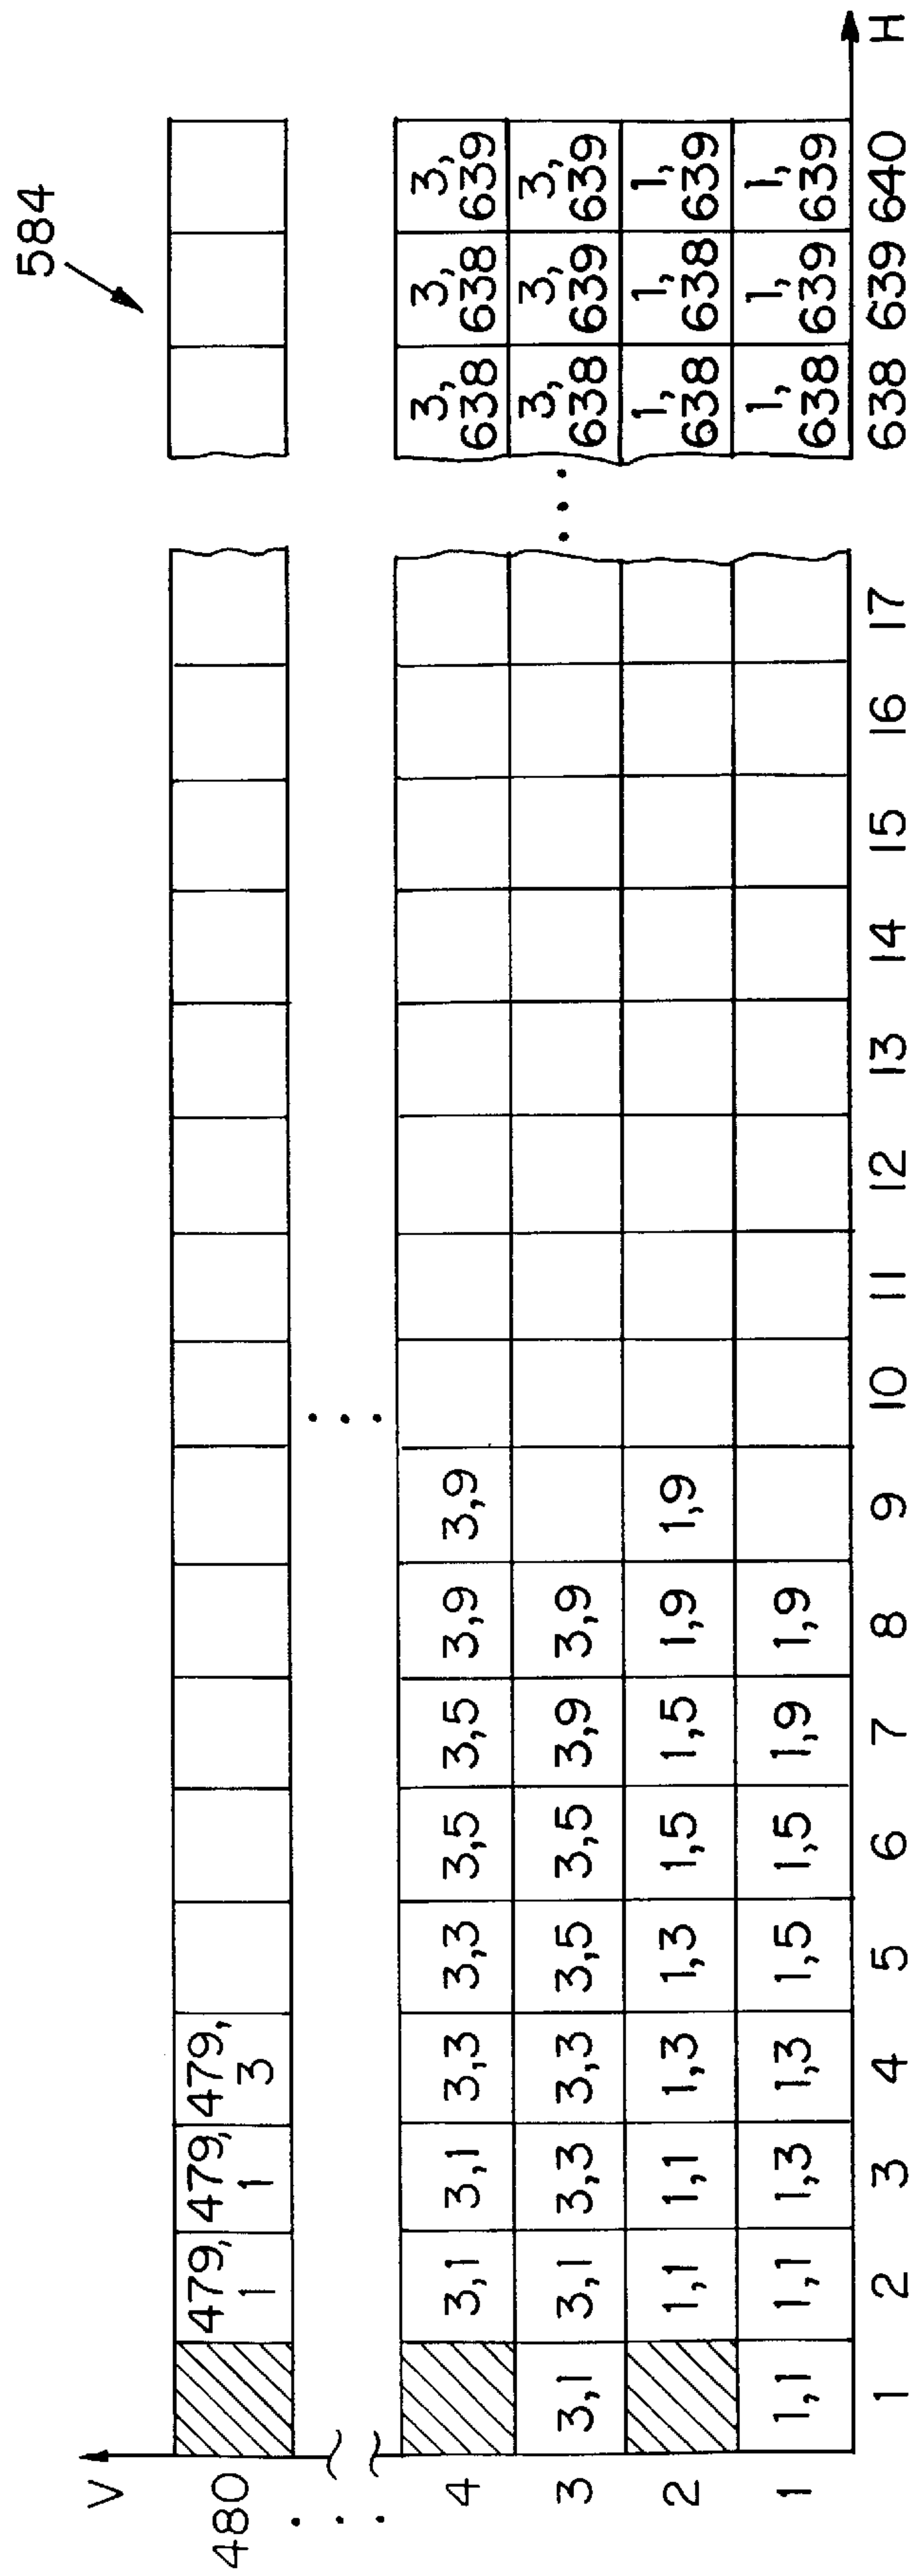 584
V
480 479, 1 479, 1 479, 3
4 3,1 3,1 3,3 3,3 3,5 3,5 3,9 3,9 3, 638 3, 638 3, 639
3 3,1 3,1 3,3 3,3 3,5 3,5 3,9 3,9 3, 638 3, 639 3, 639
2 1,1 1,1 1,3 1,3 1,5 1,5 1,9 1,9 1, 638 1, 638 1, 639
1 1,1 1,1 1,3 1,3 1,5 1,5 1,9 1,9 1, 638 1, 639 1, 639
1 2 3 4 5 6 7 8 9 10 11 12 13 14 15 16 17 638 639 640 H